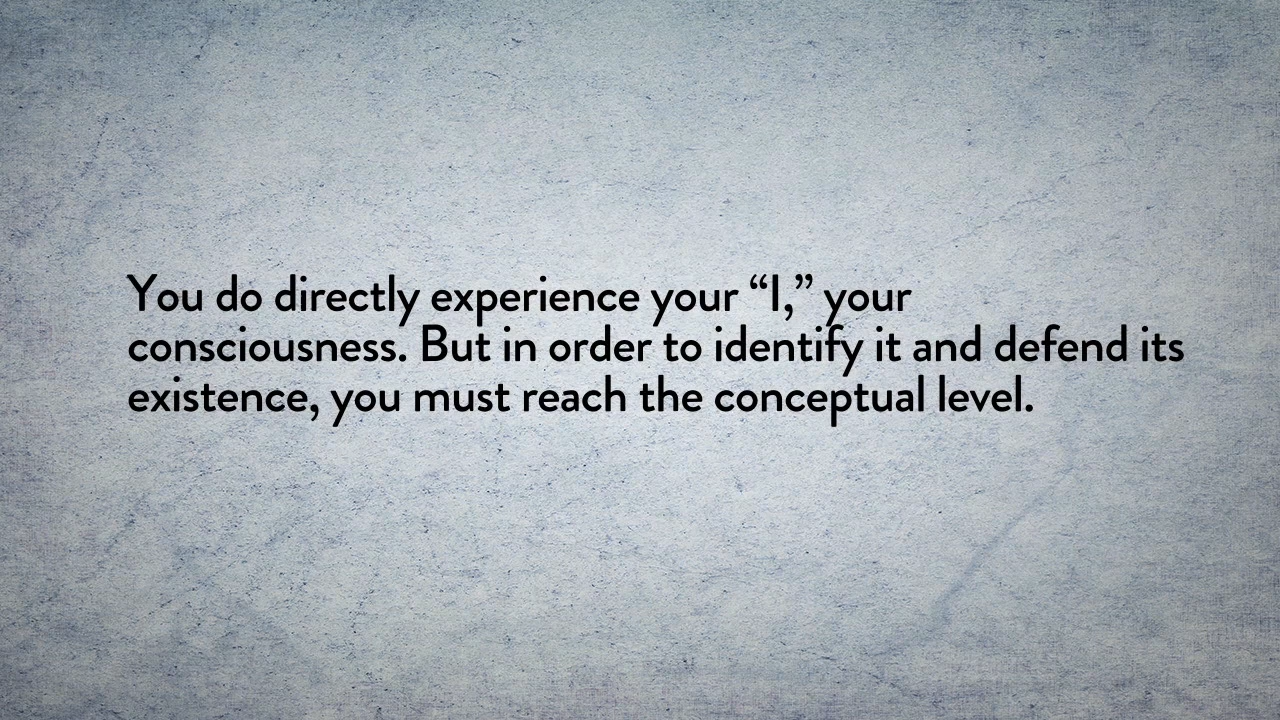 You do directly experience your “I,” your
consciousness. But in order to identify it and defend its
existence, you must reach the conceptual level.